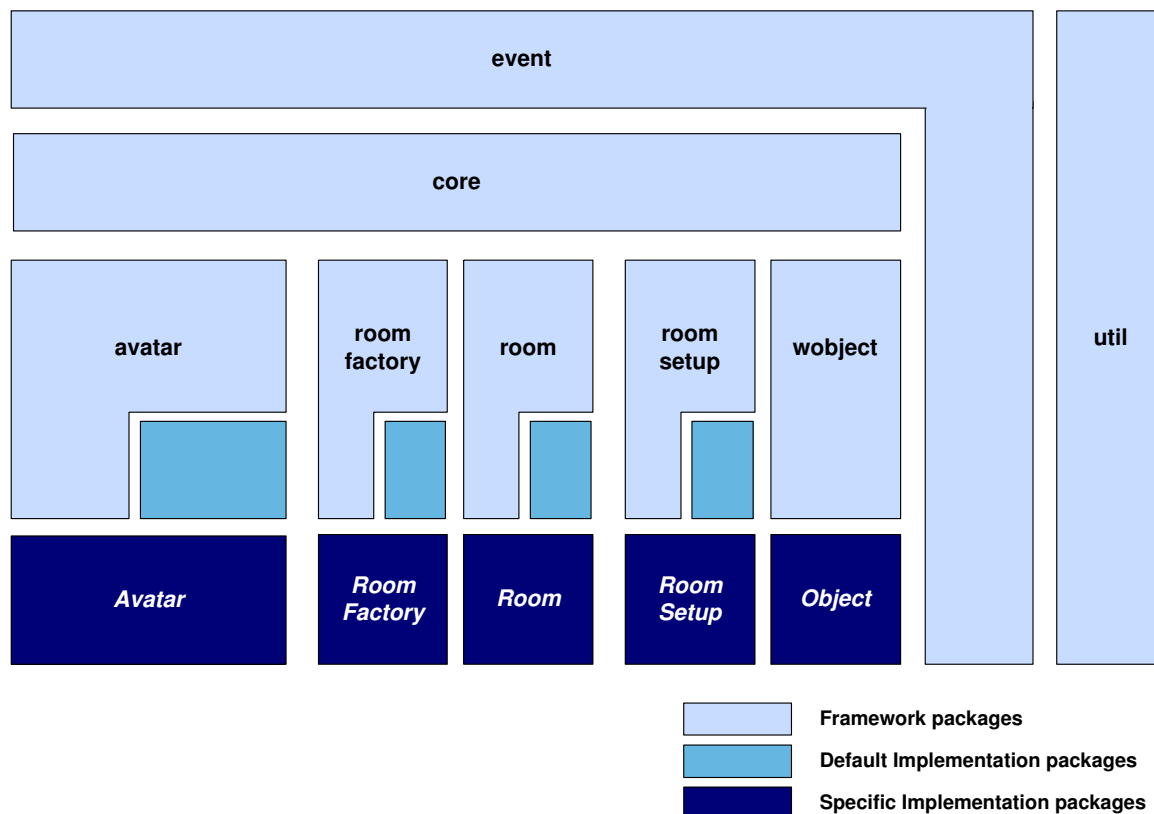 event
core
avatar
room
factory
room
room
setup
wobject
util
Avatar
Room
Factory
Room
Room
Setup
Object
Framework packages
Default Implementation packages
Specific Implementation packages